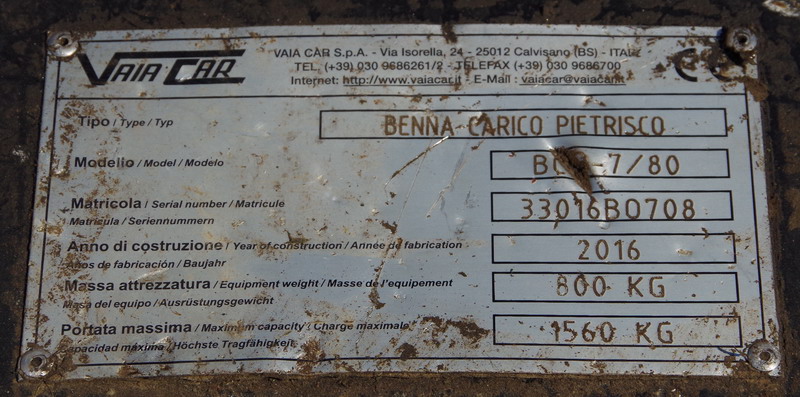 VAIA CAR
VAIA CAR S.p.A. - Via Isorella, 24 - 25012 Calvisano (BS) - ITALY
TEL. (+39) 030 9686261/2 - TELEFAX (+39) 030 9686700
Internet: http://www.vaiacar.it - E-Mail : vaiacar@vaiacar.it
CE
Tipo / Type / Typ
BENNA CARICO PIETRISCO
Modello / Model / Modelo
7/80
Matricola / Serial number / Matricule
Matrícula / Seriennummern
33016B0708
Anno di costruzione / Year of construction / Année de fabrication
Años de fabricación / Baujahr
2016
Massa attrezzatura / Equipment weight / Masse de l'equipement
Masa del equipo / Ausrüstungsgewicht
800 KG
Portata massima / Maximum capacity / Charge maximale
Capacidad máxima / Höchste Tragfähigkeit
1560 KG